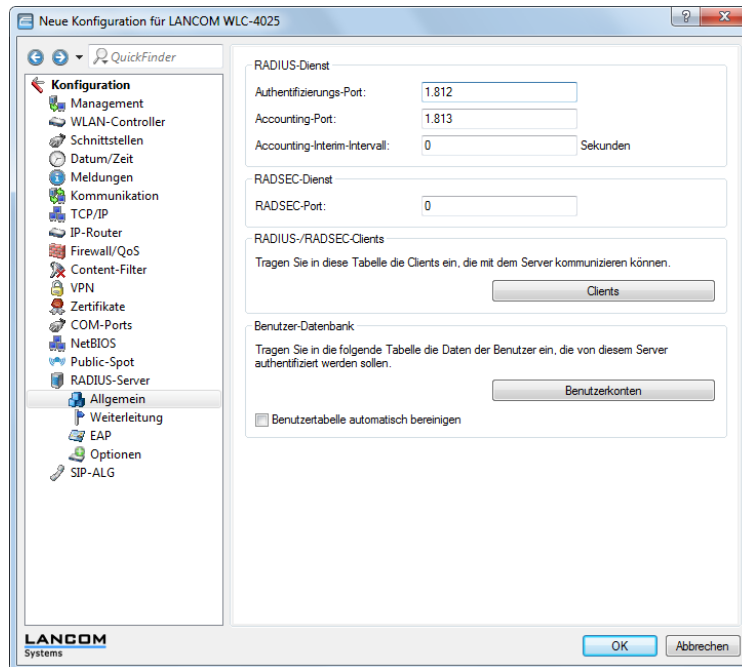 Neue Konfiguration für LANCOM WLC-4025
QuickFinder
Konfiguration
Management
WLAN-Controller
Schnittstellen
Datum/Zeit
Meldungen
Kommunikation
TCP/IP
IP-Router
Firewall/QoS
Content-Filter
VPN
Zertifikate
COM-Ports
NetBIOS
Public-Spot
RADIUS-Server
Allgemein
Weiterleitung
EAP
Optionen
SIP-ALG
RADIUS-Dienst
Authentifizierungs-Port: 1.812
Accounting-Port: 1.813
Accounting-Interim-Intervall: 0 Sekunden
RADSEC-Dienst
RADSEC-Port: 0
RADIUS-/RADSEC-Clients
Tragen Sie in diese Tabelle die Clients ein, die mit dem Server kommunizieren können.
Clients
Benutzer-Datenbank
Tragen Sie in die folgende Tabelle die Daten der Benutzer ein, die von diesem Server
authentifiziert werden sollen.
Benutzerkonten
Benutzertabelle automatisch bereinigen
LANCOM
Systems
OK Abbrechen